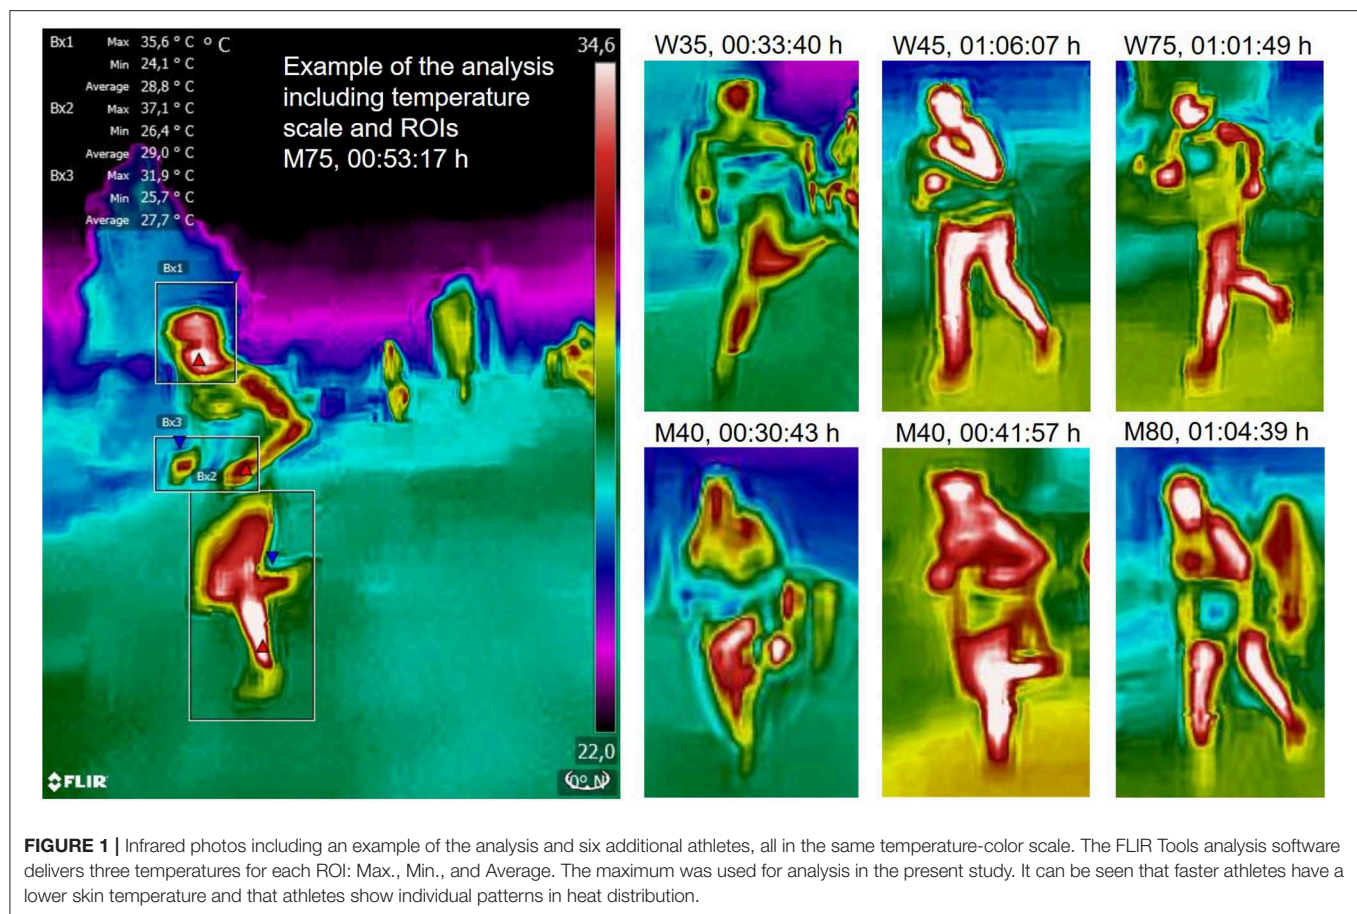 Bx1 Max 35,6 ° C ° C
Min 24,1 ° C
Average 28,8 ° C
Bx2 Max 37,1 ° C
Min 26,4 ° C
Average 29,0 ° C
Bx3 Max 31,9 ° C
Min 25,7 ° C
Average 27,7 ° C
Example of the analysis
including temperature
scale and ROIs
M75, 00:53:17 h
34,6
Bx1
Bx3
Bx2
22,0
0° N
FLIR
W35, 00:33:40 h
W45, 01:06:07 h
W75, 01:01:49 h
M40, 00:30:43 h
M40, 00:41:57 h
M80, 01:04:39 h
FIGURE 1 | Infrared photos including an example of the analysis and six additional athletes, all in the same temperature-color scale. The FLIR Tools analysis software
delivers three temperatures for each ROI: Max., Min., and Average. The maximum was used for analysis in the present study. It can be seen that faster athletes have a
lower skin temperature and that athletes show individual patterns in heat distribution.